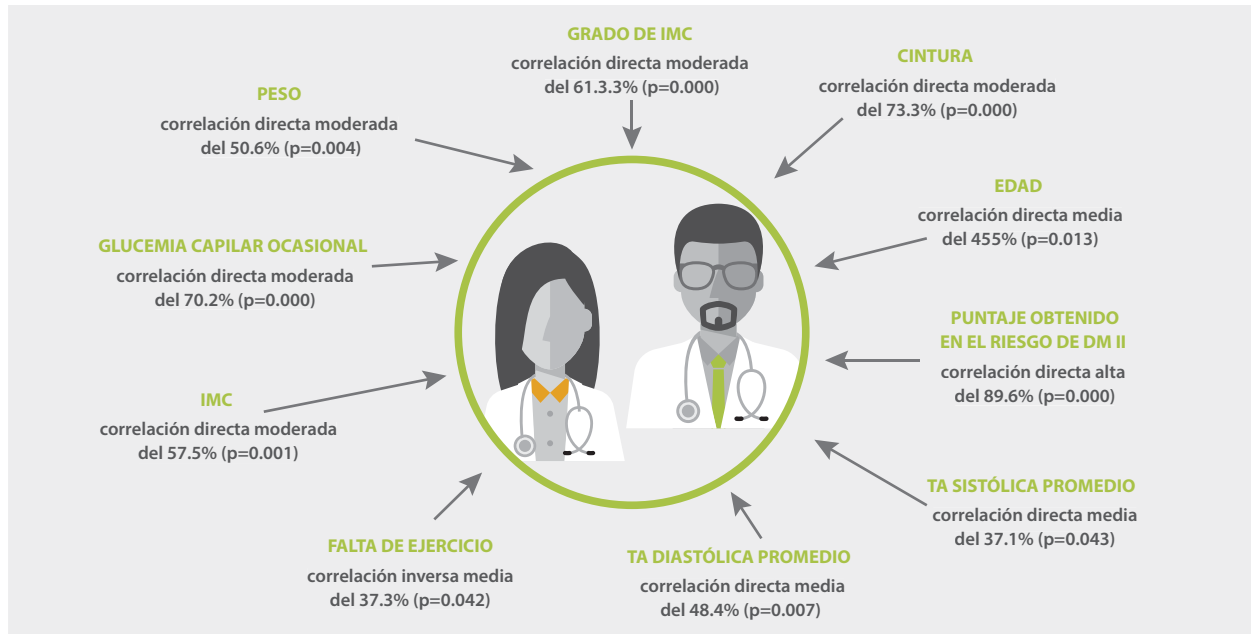 GRADO DE IMC
correlación directa moderada
del 61.3.3% (p=0.000)
CINTURA
correlación directa moderada
del 73.3% (p=0.000)
PESO
correlación directa moderada
del 50.6% (p=0.004)
EDAD
correlación directa media
del 455% (p=0.013)
GLUCEMIA CAPILAR OCASIONAL
correlación directa moderada
del 70.2% (p=0.000)
PUNTAJE OBTENIDO
EN EL RIESGO DE DM II
correlación directa alta
del 89.6% (p=0.000)
IMC
correlación directa moderada
del 57.5% (p=0.001)
TA SISTÓLICA PROMEDIO
correlación directa media
del 37.1% (p=0.043)
FALTA DE EJERCICIO
correlación inversa media
del 37.3% (p=0.042)
TA DIASTÓLICA PROMEDIO
correlación directa media
del 48.4% (p=0.007)